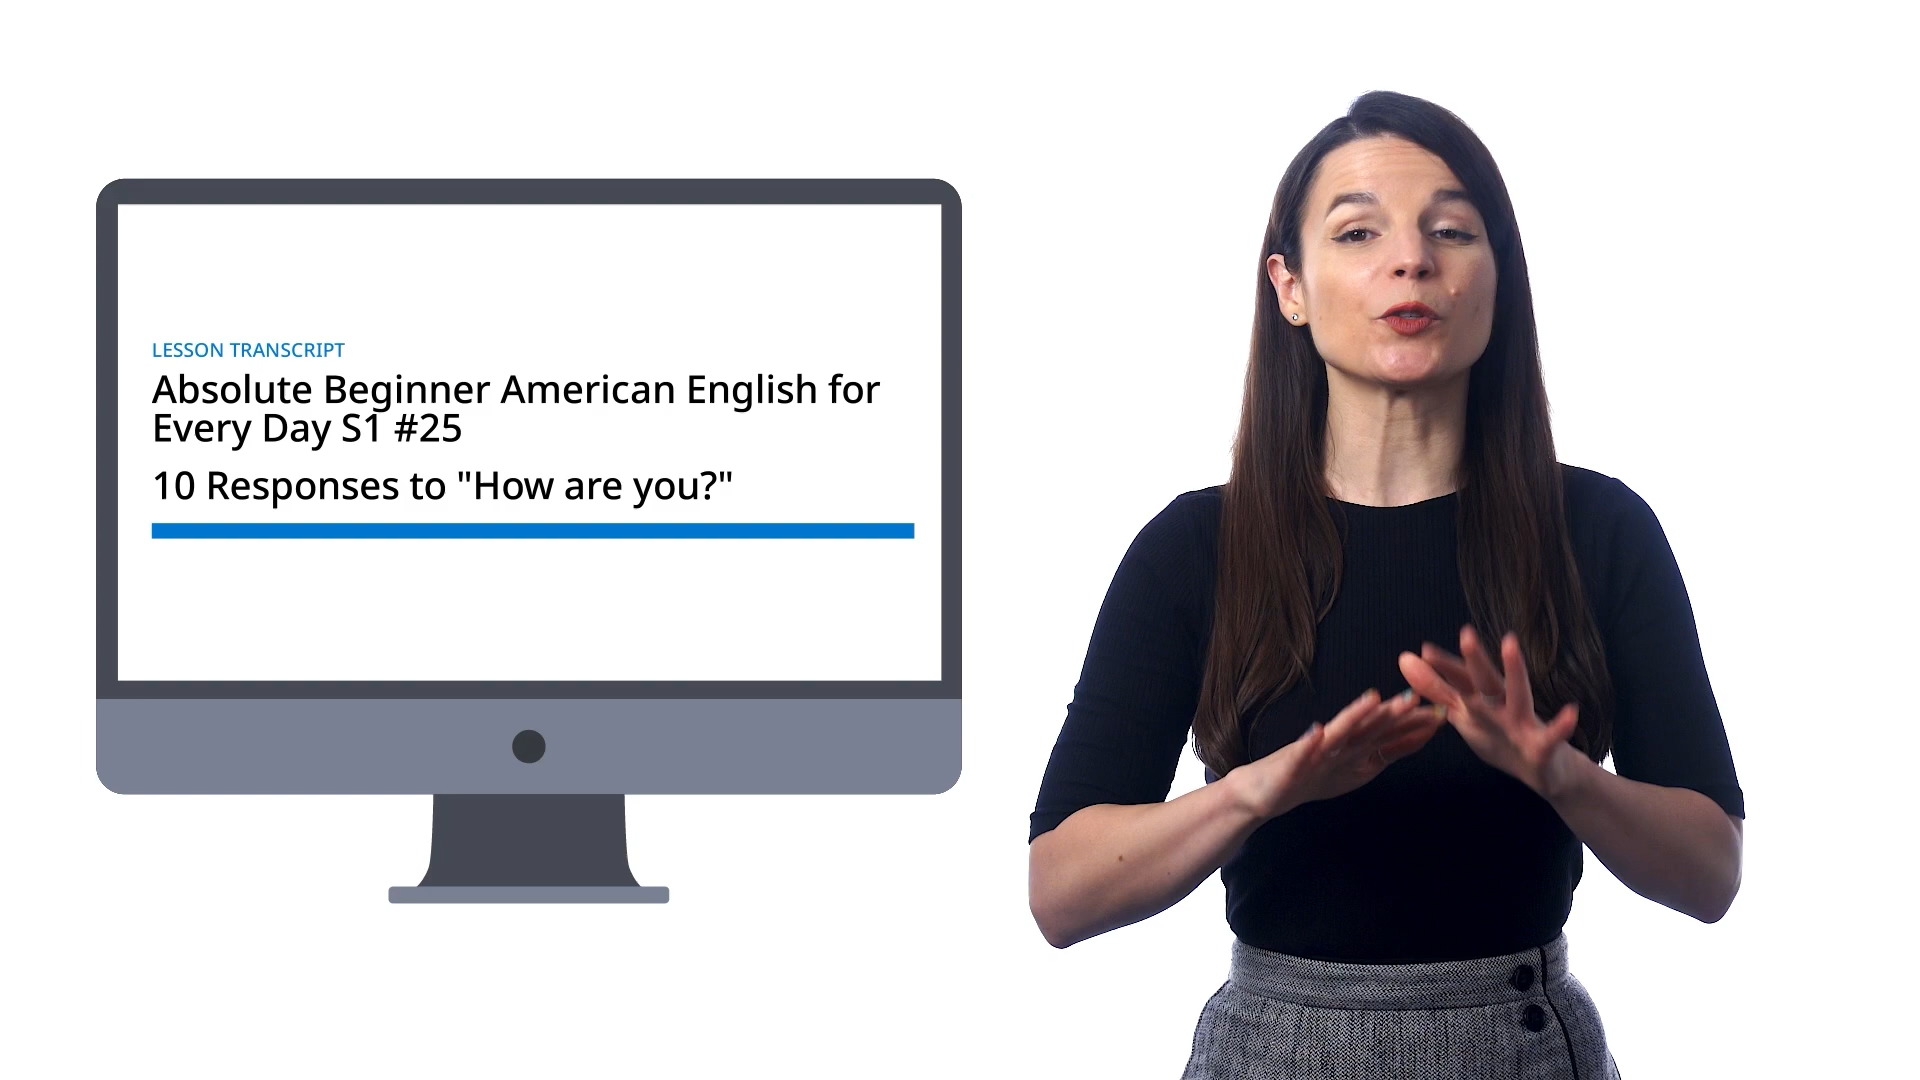 LESSON TRANSCRIPT
Absolute Beginner American English for
Every Day S1 #25
10 Responses to "How are you?"